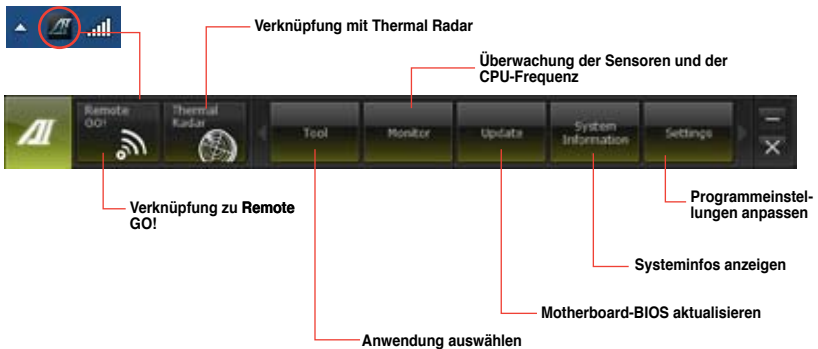 Verknüpfung mit Thermal Radar
Überwachung der Sensoren und der
CPU-Frequenz
Remote
GO!
Thermal
Radar
Tool
Monitor
Update
System
Information
Settings
Verknüpfung zu Remote
GO!
Programmeinstel-
lungen anpassen
Systeminfos anzeigen
Motherboard-BIOS aktualisieren
Anwendung auswählen